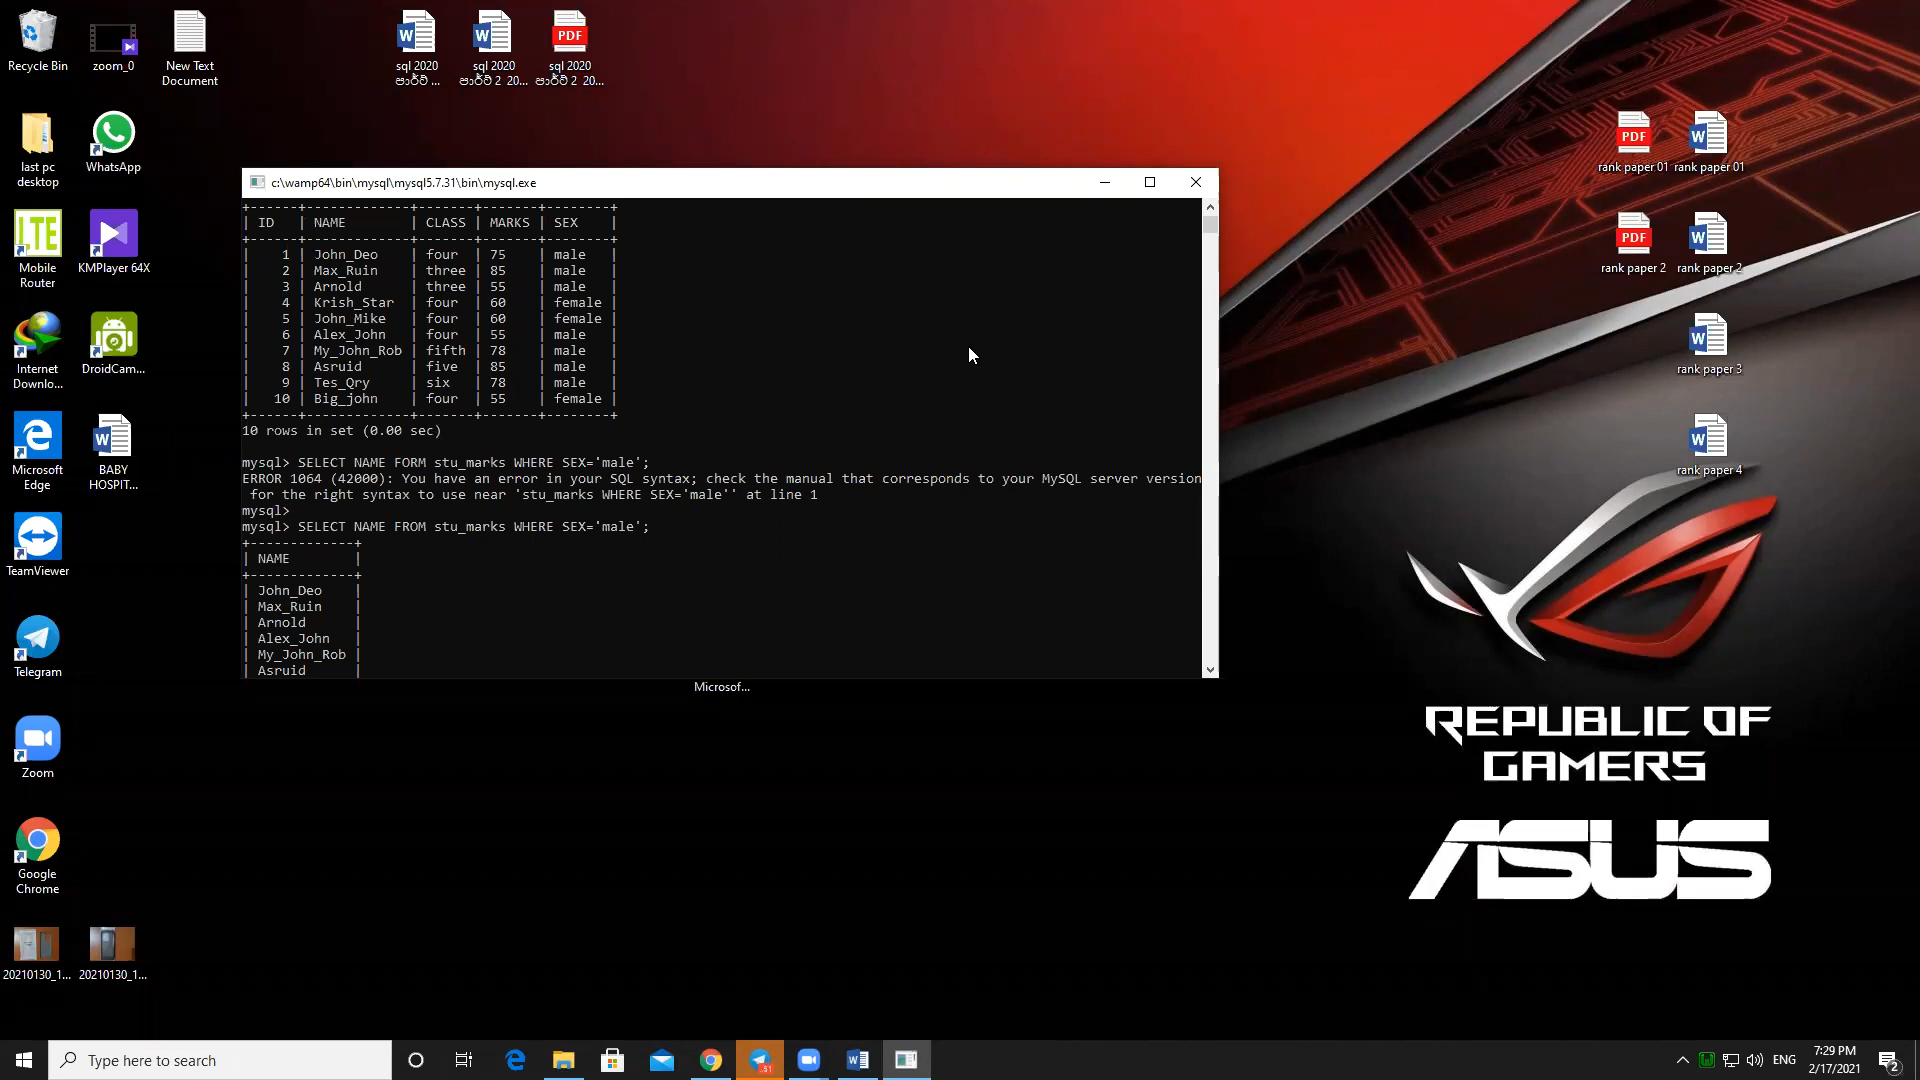 Recycle Bin
zoom_0
New Text
Document
sql 2020
පාර්ට් ...
sql 2020
පාර්ට් 2 20...
sql 2020
පාර්ට් 2 20...
last pc
desktop
WhatsApp
Mobile
Router
KMPlayer 64X
Internet
Downlo...
DroidCam...
Microsoft
Edge
BABY
HOSPIT...
TeamViewer
Telegram
Zoom
Google
Chrome
20210130_1...
20210130_1...
c:\wamp64\bin\mysql\mysql5.7.31\bin\mysql.exe
+------+-------------+-------+-------+--------+
| ID   | NAME        | CLASS | MARKS | SEX    |
+------+-------------+-------+-------+--------+
|    1 | John_Deo    | four  | 75    | male   |
|    2 | Max_Ruin    | three | 85    | male   |
|    3 | Arnold      | three | 55    | male   |
|    4 | Krish_Star  | four  | 60    | female |
|    5 | John_Mike   | four  | 60    | female |
|    6 | Alex_John   | four  | 55    | male   |
|    7 | My_John_Rob | fifth | 78    | male   |
|    8 | Asruid      | five  | 85    | male   |
|    9 | Tes_Qry     | six   | 78    | male   |
|   10 | Big_john    | four  | 55    | female |
+------+-------------+-------+-------+--------+
10 rows in set (0.00 sec)
mysql> SELECT NAME FORM stu_marks WHERE SEX='male';
ERROR 1064 (42000): You have an error in your SQL syntax; check the manual that corresponds to your MySQL server version
 for the right syntax to use near 'stu_marks WHERE SEX='male'' at line 1
mysql>
mysql> SELECT NAME FROM stu_marks WHERE SEX='male';
+-------------+
| NAME        |
+-------------+
| John_Deo    |
| Max_Ruin    |
| Arnold      |
| Alex_John   |
| My_John_Rob |
| Asruid      |
Microsof...
PDF
rank paper 01
rank paper 01
PDF
rank paper 2
rank paper 2
rank paper 3
rank paper 4
REPUBLIC OF
GAMERS
ASUS
Type here to search
ENG
7:29 PM
2/17/2021
2